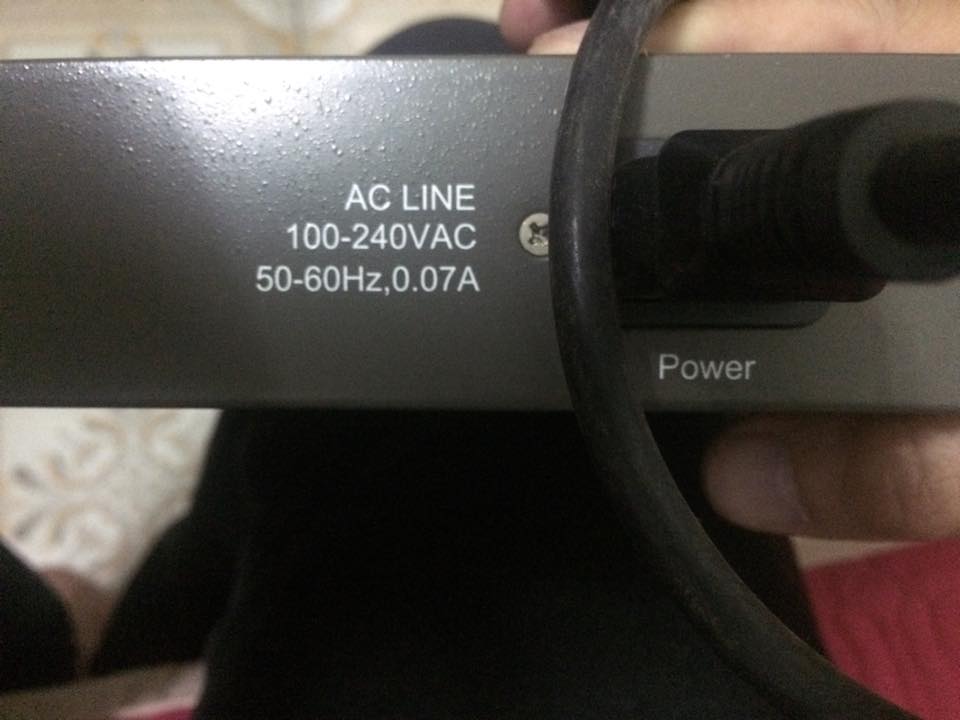 AC LINE
100-240VAC
50-60Hz,0.07A
Power